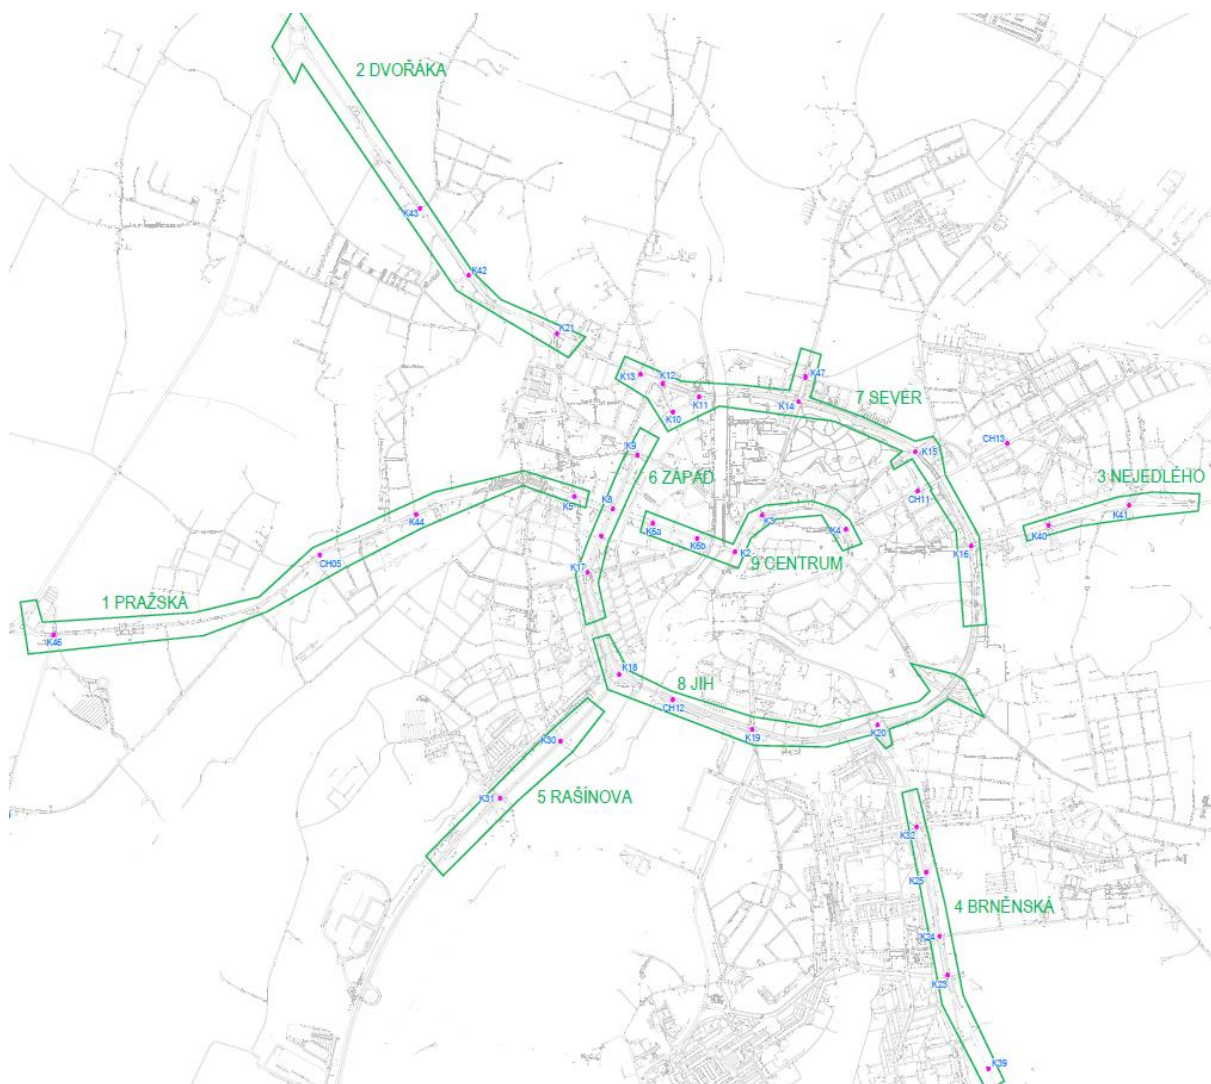 2 DVOŘÁKA
K43
K42
K21
K13
K12
K11
K10
K47
K14
7 SEVER
K9
K15
CH13
6 ZÁPAD
3 NEJEDLÉHO
K5
K8
CH11
K44
K3
K41
K6a
K4
K40
K6b
K2
K16
CH05
9 CENTRUM
K17
1 PRAŽSKÁ
K46
K18
8 JIH
CH12
K19
K20
K30
5 RAŠÍNOVA
K31
K32
K25
4 BRNĚNSKÁ
K24
K23
K39